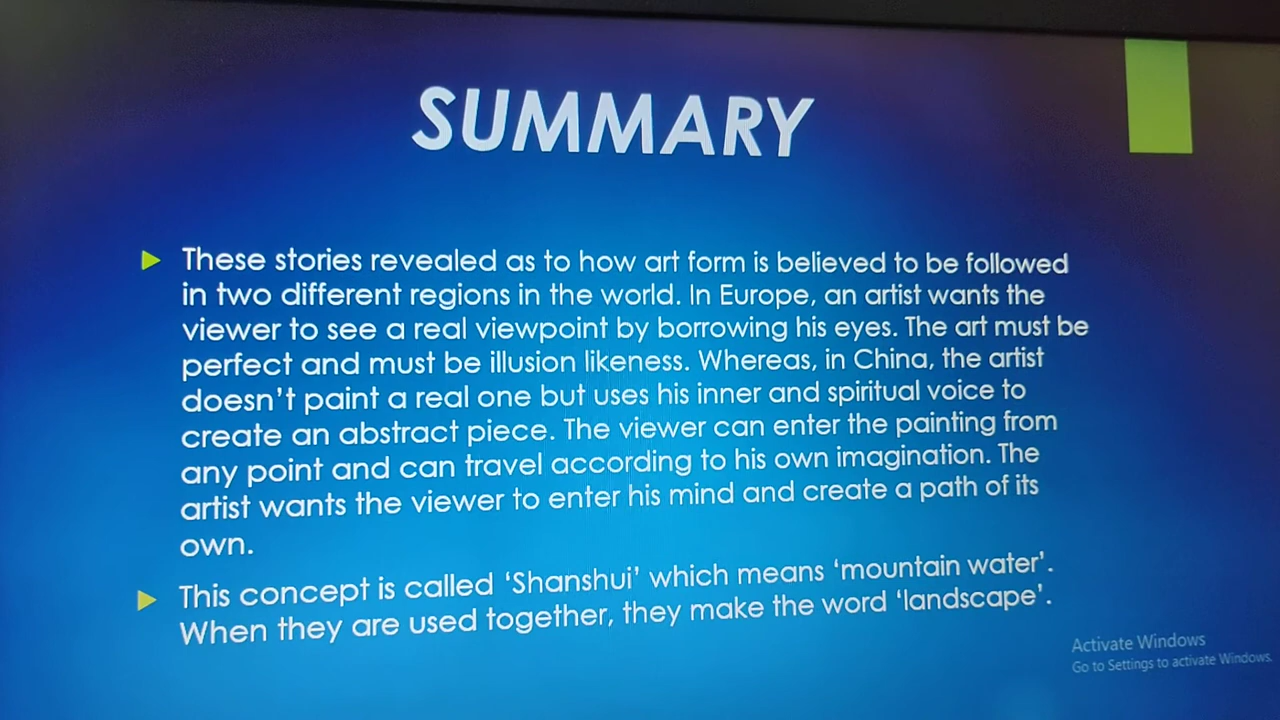 SUMMARY
These stories revealed as to how art form is believed to be followed
in two different regions in the world. In Europe, an artist wants the
viewer to see a real viewpoint by borrowing his eyes. The art must be
perfect and must be illusion likeness. Whereas, in China, the artist
doesn't paint a real one but uses his inner and spiritual voice to
create an abstract piece. The viewer can enter the painting from
any point and can travel according to his own imagination. The
artist wants the viewer to enter his mind and create a path of its
own.
This concept is called ‘Shanshui’ which means ‘mountain water’.
When they are used together, they make the word ‘landscape’.
Activate Windows
Go to Settings to activate Windows.